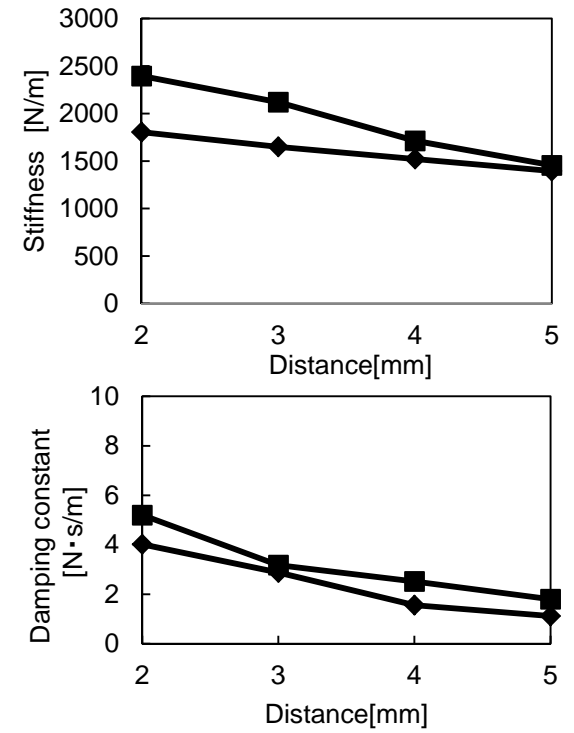 3000
2500
2000
1500
1000
500
0
Stiffness [N/m]
2 3 4 5
Distance[mm]
10
8
6
4
2
0
Damping constant
[N・s/m]
2 3 4 5
Distance[mm]